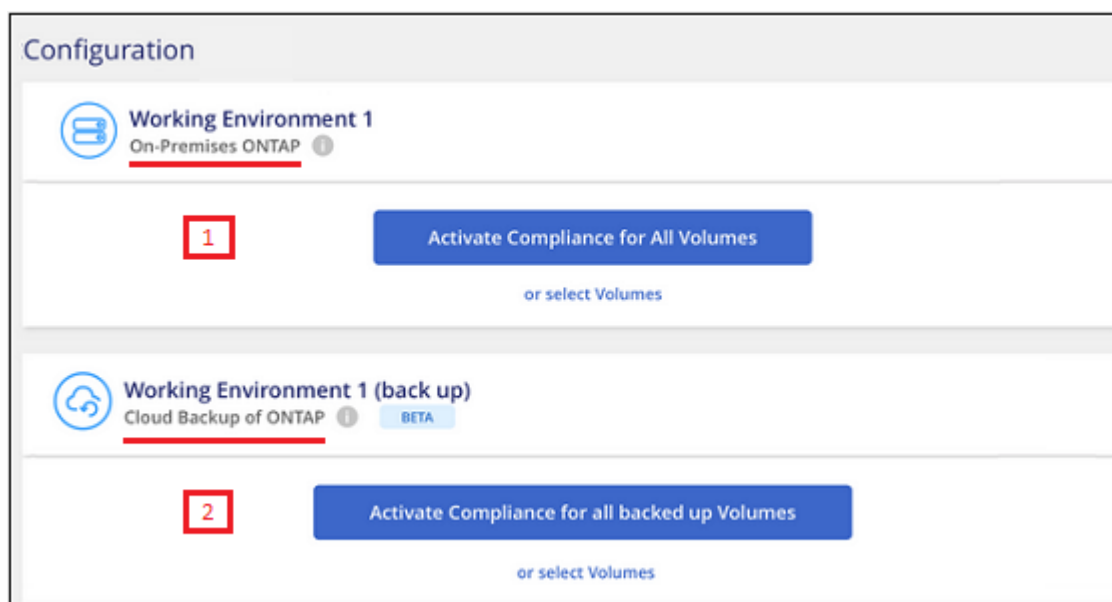 Configuration
Working Environment 1
On-Premises ONTAP i
1
Activate Compliance for All Volumes
or select Volumes
Working Environment 1 (back up)
Cloud Backup of ONTAP i BETA
2
Activate Compliance for all backed up Volumes
or select Volumes